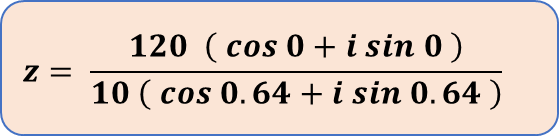 z = 120 ( cos 0 + i sin 0 ) / 10 ( cos 0.64 + i sin 0.64 )